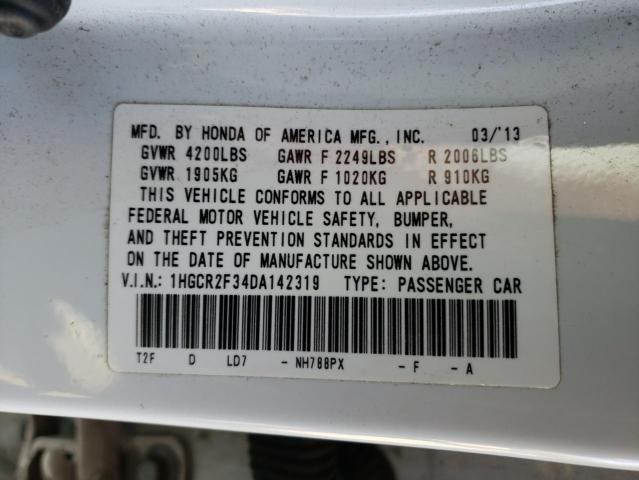 MFD. BY HONDA OF AMERICA MFG., INC. 03/'13
GVWR 4200LBS GAWR F 2249LBS R 2006LBS
GVWR 1905KG GAWR F 1020KG R 910KG
THIS VEHICLE CONFORMS TO ALL APPLICABLE
FEDERAL MOTOR VEHICLE SAFETY, BUMPER,
AND THEFT PREVENTION STANDARDS IN EFFECT
ON THE DATE OF MANUFACTURE SHOWN ABOVE.
V.I.N.: 1HGCR2F34DA142319 TYPE: PASSENGER CAR
T2F D LD7 - NH788PX - F - A